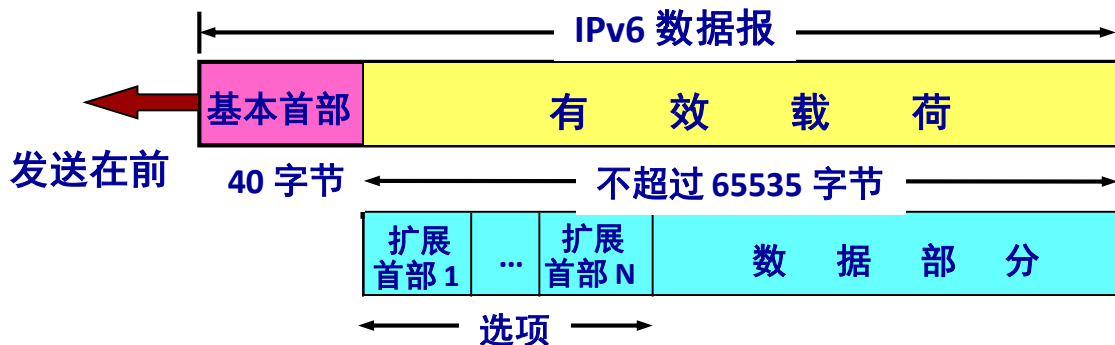 IPv6 数据报
基本首部
有效载荷
发送在前
40 字节
不超过 65535 字节
扩展
首部 1
...
扩展
首部 N
数据部分
选项